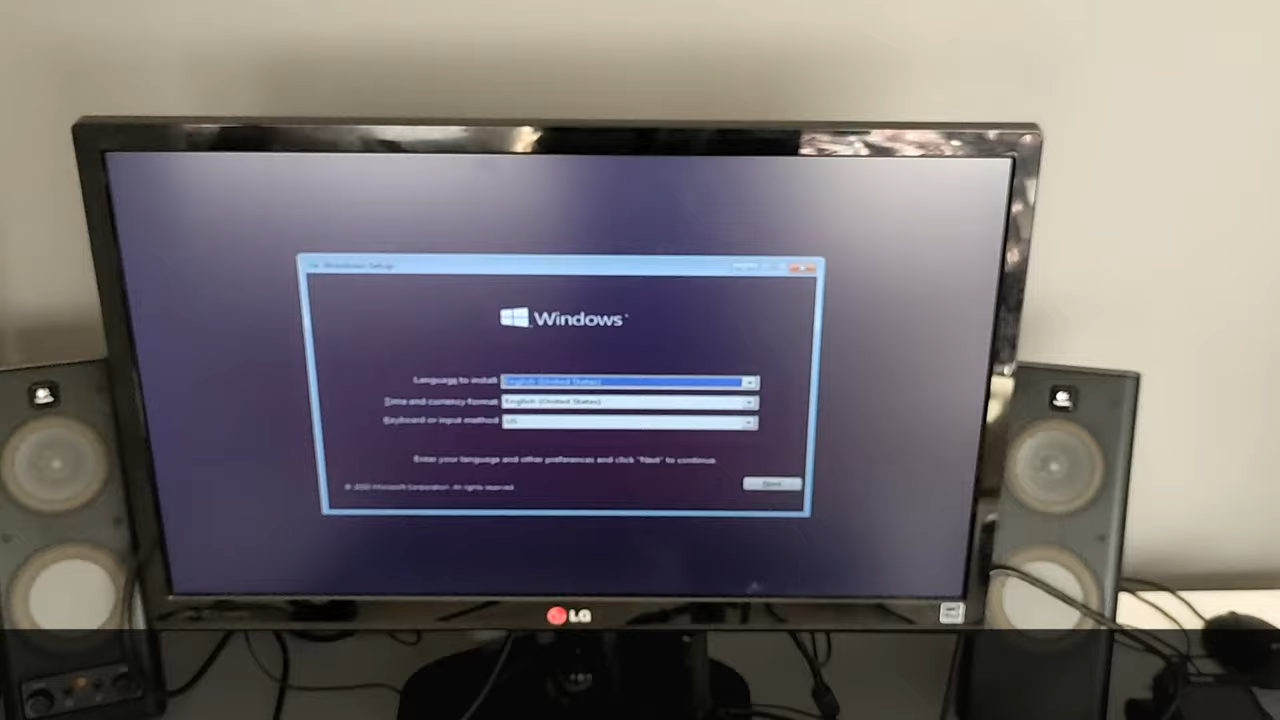 Windows Setup
Windows
Language to install
English (United States)
Time and currency format
English (United States)
Keyboard or input method
US
Enter your language and other preferences and click "Next" to continue.
Microsoft Corporation. All rights reserved.
Next
LG